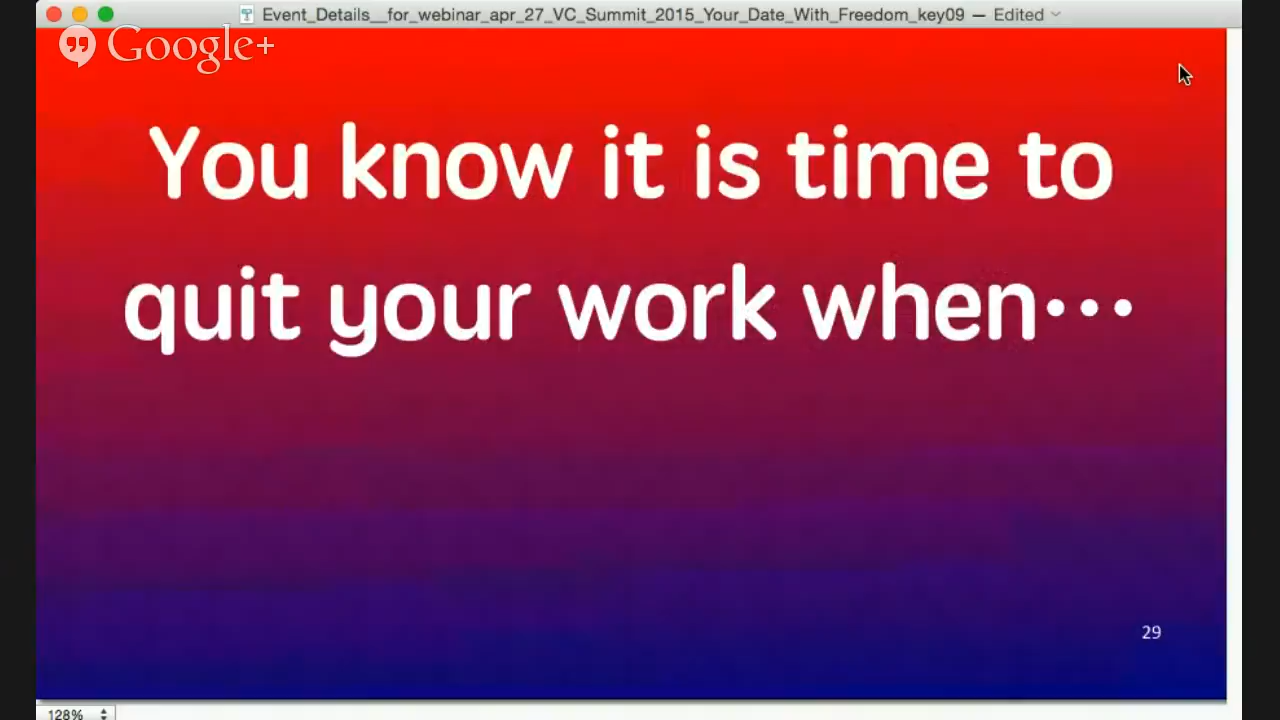 Event_Details__for_webinar_apr_27_VC_Summit_2015_Your_Date_With_Freedom_key09 — Edited
Google+
You know it is time to
quit your work when...
29
128%